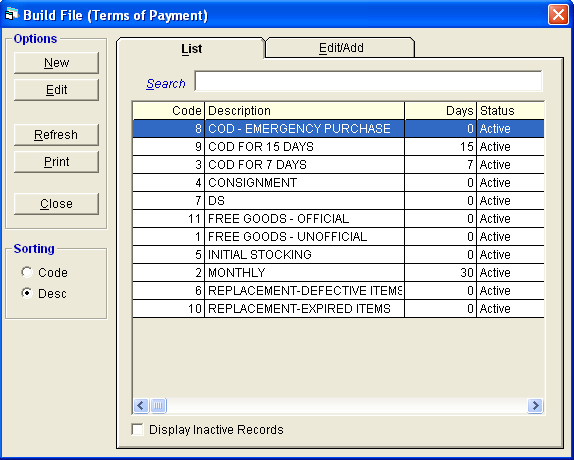 Build File (Terms of Payment)
Options
New
Edit
Refresh
Print
Close
Sorting
Code
Desc
List Edit/Add
Search
Code Description Days Status
8 COD - EMERGENCY PURCHASE 0 Active
9 COD FOR 15 DAYS 15 Active
3 COD FOR 7 DAYS 7 Active
4 CONSIGNMENT 0 Active
7 DS 0 Active
11 FREE GOODS - OFFICIAL 0 Active
1 FREE GOODS - UNOFFICIAL 0 Active
5 INITIAL STOCKING 0 Active
2 MONTHLY 30 Active
6 REPLACEMENT-DEFECTIVE ITEMS 0 Active
10 REPLACEMENT-EXPIRED ITEMS 0 Active
Display Inactive Records